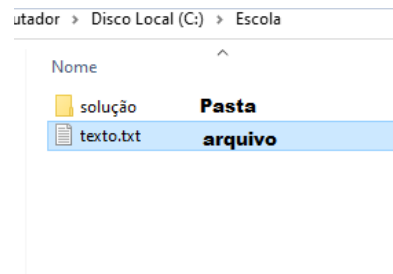 utador > Disco Local (C:) > Escola
Nome
solução Pasta
texto.txt arquivo